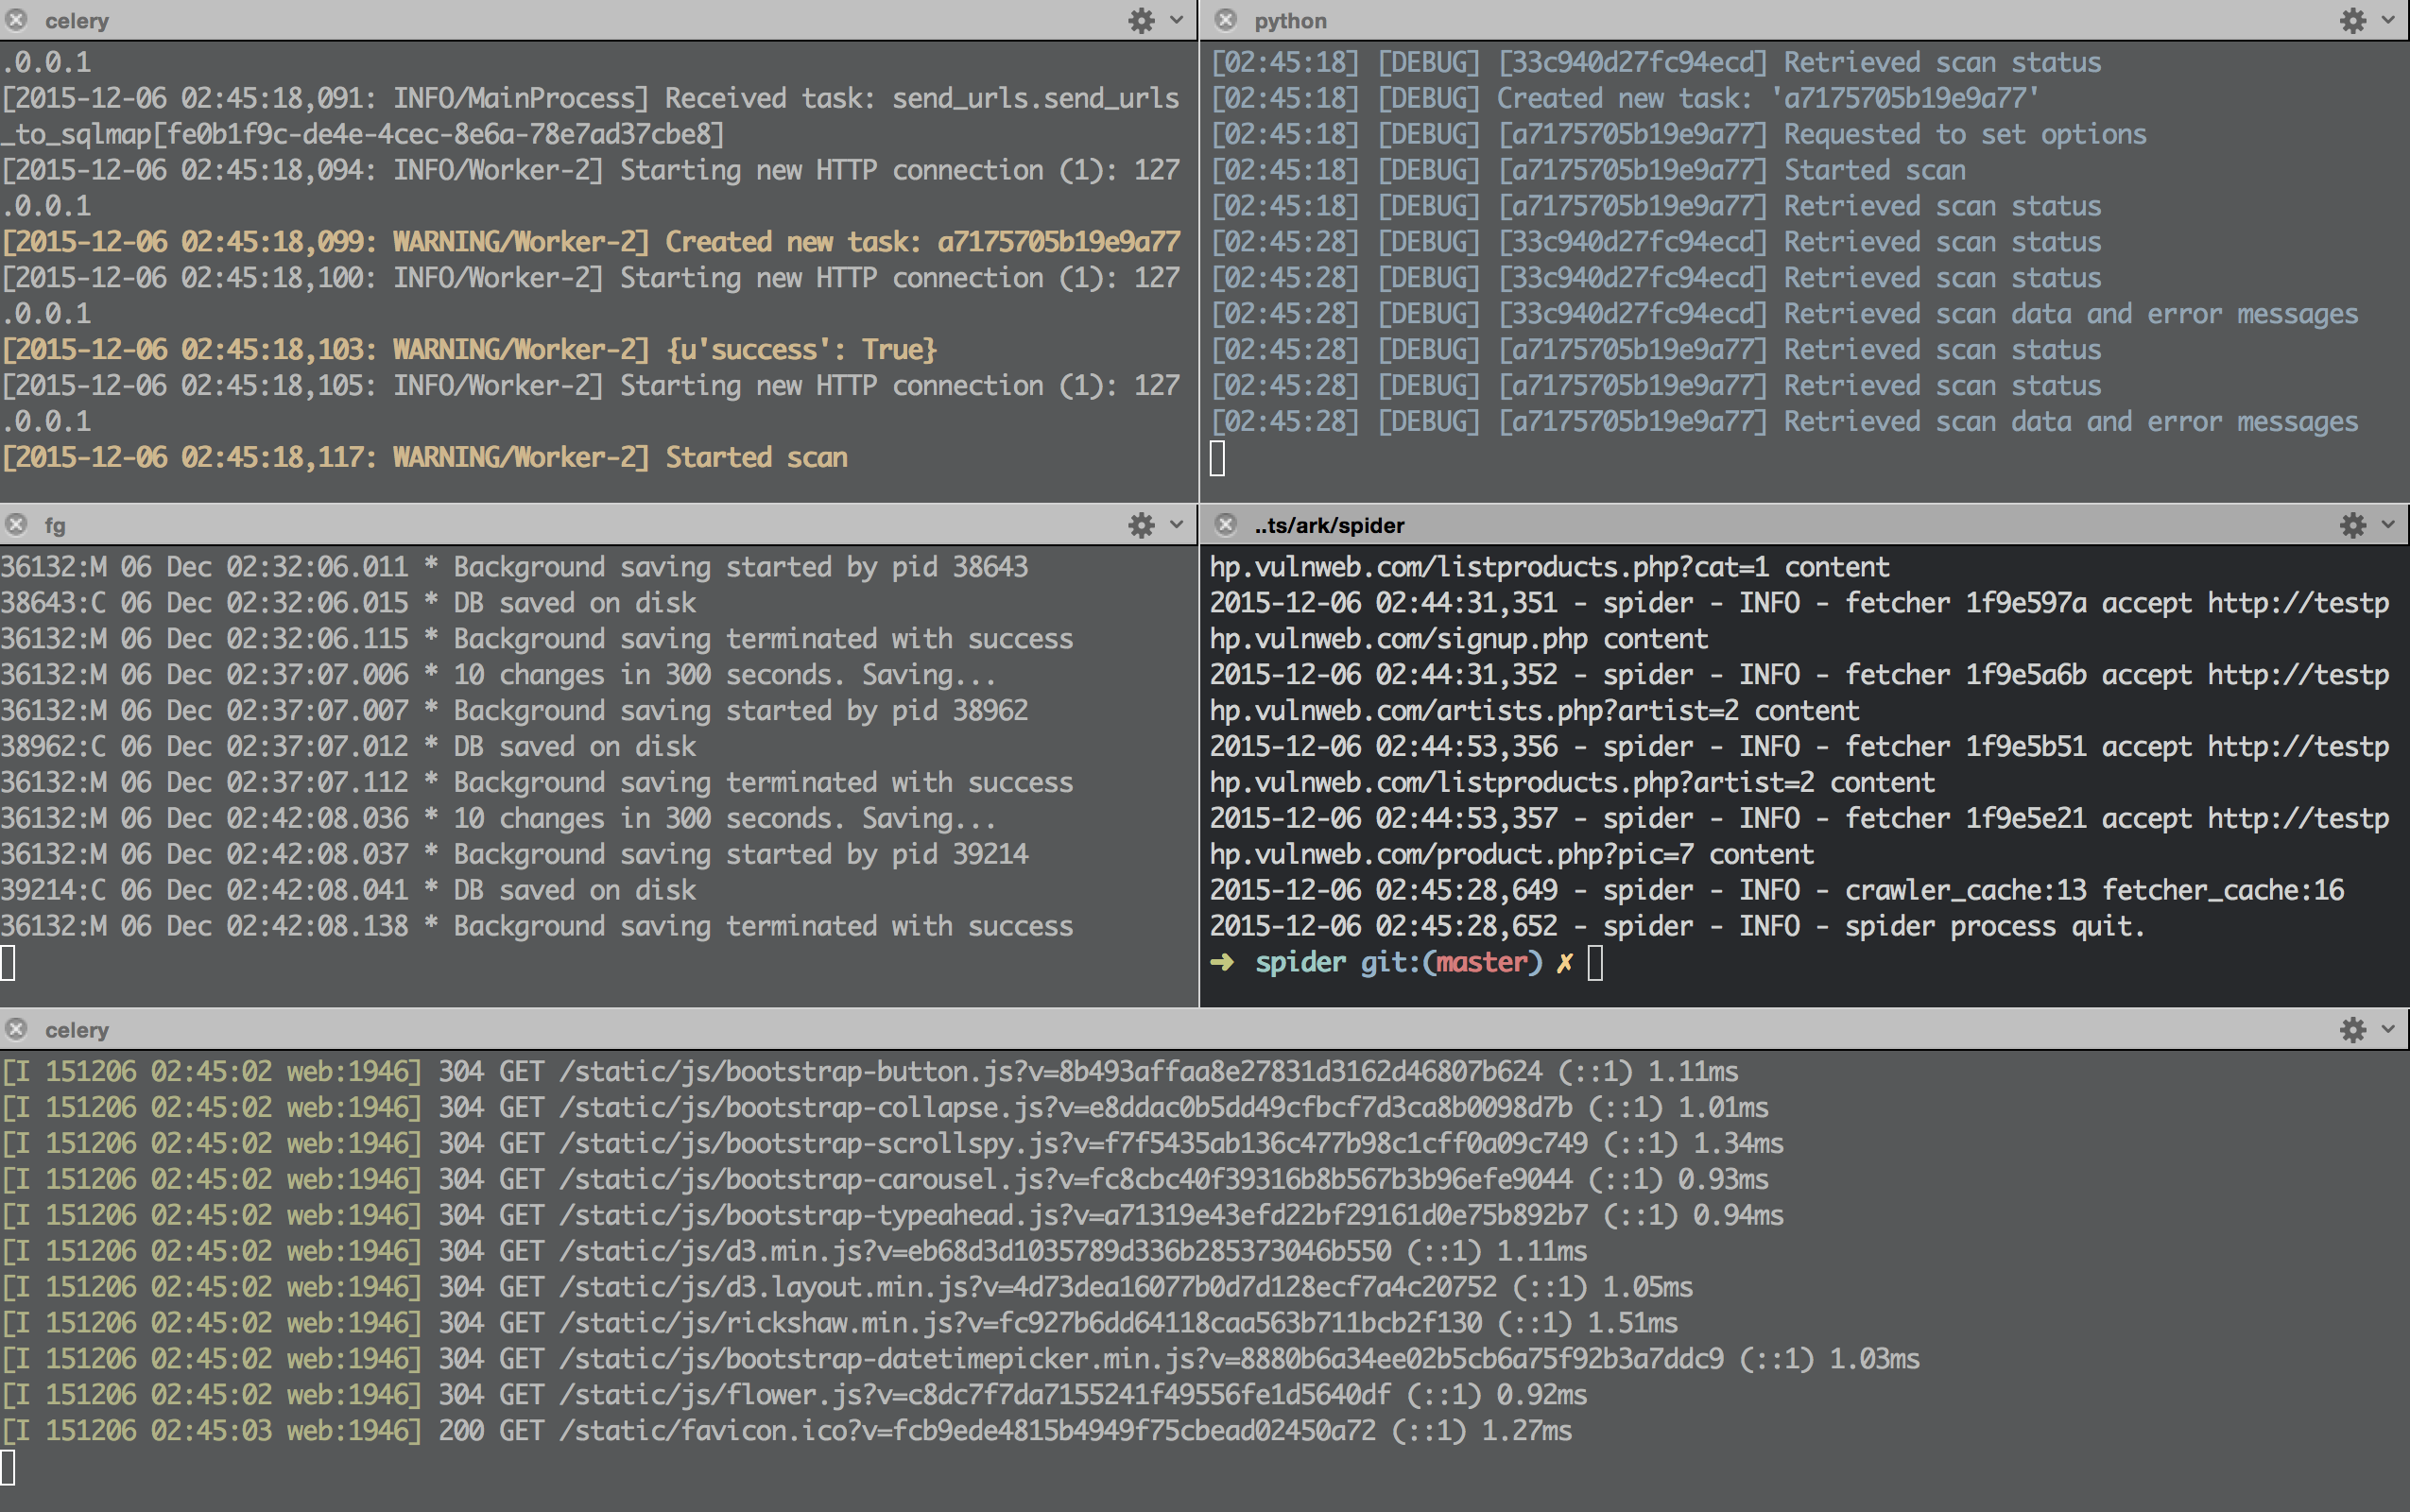 celery
.0.0.1
[2015-12-06 02:45:18,091: INFO/MainProcess] Received task: send_urls.send_urls
_to_sqlmap[fe0b1f9c-de4e-4cec-8e6a-78e7ad37cbe8]
[2015-12-06 02:45:18,094: INFO/Worker-2] Starting new HTTP connection (1): 127
.0.0.1
[2015-12-06 02:45:18,099: WARNING/Worker-2] Created new task: a7175705b19e9a77
[2015-12-06 02:45:18,100: INFO/Worker-2] Starting new HTTP connection (1): 127
.0.0.1
[2015-12-06 02:45:18,103: WARNING/Worker-2] {u'success': True}
[2015-12-06 02:45:18,105: INFO/Worker-2] Starting new HTTP connection (1): 127
.0.0.1
[2015-12-06 02:45:18,117: WARNING/Worker-2] Started scan
python
[02:45:18] [DEBUG] [33c940d27fc94ecd] Retrieved scan status
[02:45:18] [DEBUG] Created new task: 'a7175705b19e9a77'
[02:45:18] [DEBUG] [a7175705b19e9a77] Requested to set options
[02:45:18] [DEBUG] [a7175705b19e9a77] Started scan
[02:45:18] [DEBUG] [a7175705b19e9a77] Retrieved scan status
[02:45:28] [DEBUG] [33c940d27fc94ecd] Retrieved scan status
[02:45:28] [DEBUG] [33c940d27fc94ecd] Retrieved scan status
[02:45:28] [DEBUG] [33c940d27fc94ecd] Retrieved scan data and error messages
[02:45:28] [DEBUG] [a7175705b19e9a77] Retrieved scan status
[02:45:28] [DEBUG] [a7175705b19e9a77] Retrieved scan status
[02:45:28] [DEBUG] [a7175705b19e9a77] Retrieved scan data and error messages
fg
36132:M 06 Dec 02:32:06.011 * Background saving started by pid 38643
38643:C 06 Dec 02:32:06.015 * DB saved on disk
36132:M 06 Dec 02:32:06.115 * Background saving terminated with success
36132:M 06 Dec 02:37:07.006 * 10 changes in 300 seconds. Saving...
36132:M 06 Dec 02:37:07.007 * Background saving started by pid 38962
38962:C 06 Dec 02:37:07.012 * DB saved on disk
36132:M 06 Dec 02:37:07.112 * Background saving terminated with success
36132:M 06 Dec 02:42:08.036 * 10 changes in 300 seconds. Saving...
36132:M 06 Dec 02:42:08.037 * Background saving started by pid 39214
39214:C 06 Dec 02:42:08.041 * DB saved on disk
36132:M 06 Dec 02:42:08.138 * Background saving terminated with success
..ts/ark/spider
hp.vulnweb.com/listproducts.php?cat=1 content
2015-12-06 02:44:31,351 - spider - INFO - fetcher 1f9e597a accept http://testp
hp.vulnweb.com/signup.php content
2015-12-06 02:44:31,352 - spider - INFO - fetcher 1f9e5a6b accept http://testp
hp.vulnweb.com/artists.php?artist=2 content
2015-12-06 02:44:53,356 - spider - INFO - fetcher 1f9e5b51 accept http://testp
hp.vulnweb.com/listproducts.php?artist=2 content
2015-12-06 02:44:53,357 - spider - INFO - fetcher 1f9e5e21 accept http://testp
hp.vulnweb.com/product.php?pic=7 content
2015-12-06 02:45:28,649 - spider - INFO - crawler_cache:13 fetcher_cache:16
2015-12-06 02:45:28,652 - spider - INFO - spider process quit.
➜ spider git:(master) ✗
celery
[I 151206 02:45:02 web:1946] 304 GET /static/js/bootstrap-button.js?v=8b493affaa8e27831d3162d46807b624 (::1) 1.11ms
[I 151206 02:45:02 web:1946] 304 GET /static/js/bootstrap-collapse.js?v=e8ddac0b5dd49cfbcf7d3ca8b0098d7b (::1) 1.01ms
[I 151206 02:45:02 web:1946] 304 GET /static/js/bootstrap-scrollspy.js?v=f7f5435ab136c477b98c1cff0a09c749 (::1) 1.34ms
[I 151206 02:45:02 web:1946] 304 GET /static/js/bootstrap-carousel.js?v=fc8cbc40f39316b8b567b3b96efe9044 (::1) 0.93ms
[I 151206 02:45:02 web:1946] 304 GET /static/js/bootstrap-typeahead.js?v=a71319e43efd22bf29161d0e75b892b7 (::1) 0.94ms
[I 151206 02:45:02 web:1946] 304 GET /static/js/d3.min.js?v=eb68d3d1035789d336b285373046b550 (::1) 1.11ms
[I 151206 02:45:02 web:1946] 304 GET /static/js/d3.layout.min.js?v=4d73dea16077b0d7d128ecf7a4c20752 (::1) 1.05ms
[I 151206 02:45:02 web:1946] 304 GET /static/js/rickshaw.min.js?v=fc927b6dd64118caa563b711bcb2f130 (::1) 1.51ms
[I 151206 02:45:02 web:1946] 304 GET /static/js/bootstrap-datetimepicker.min.js?v=8880b6a34ee02b5cb6a75f92b3a7ddc9 (::1) 1.03ms
[I 151206 02:45:02 web:1946] 304 GET /static/js/flower.js?v=c8dc7f7da7155241f49556fe1d5640df (::1) 0.92ms
[I 151206 02:45:03 web:1946] 200 GET /static/favicon.ico?v=fcb9ede4815b4949f75cbead02450a72 (::1) 1.27ms